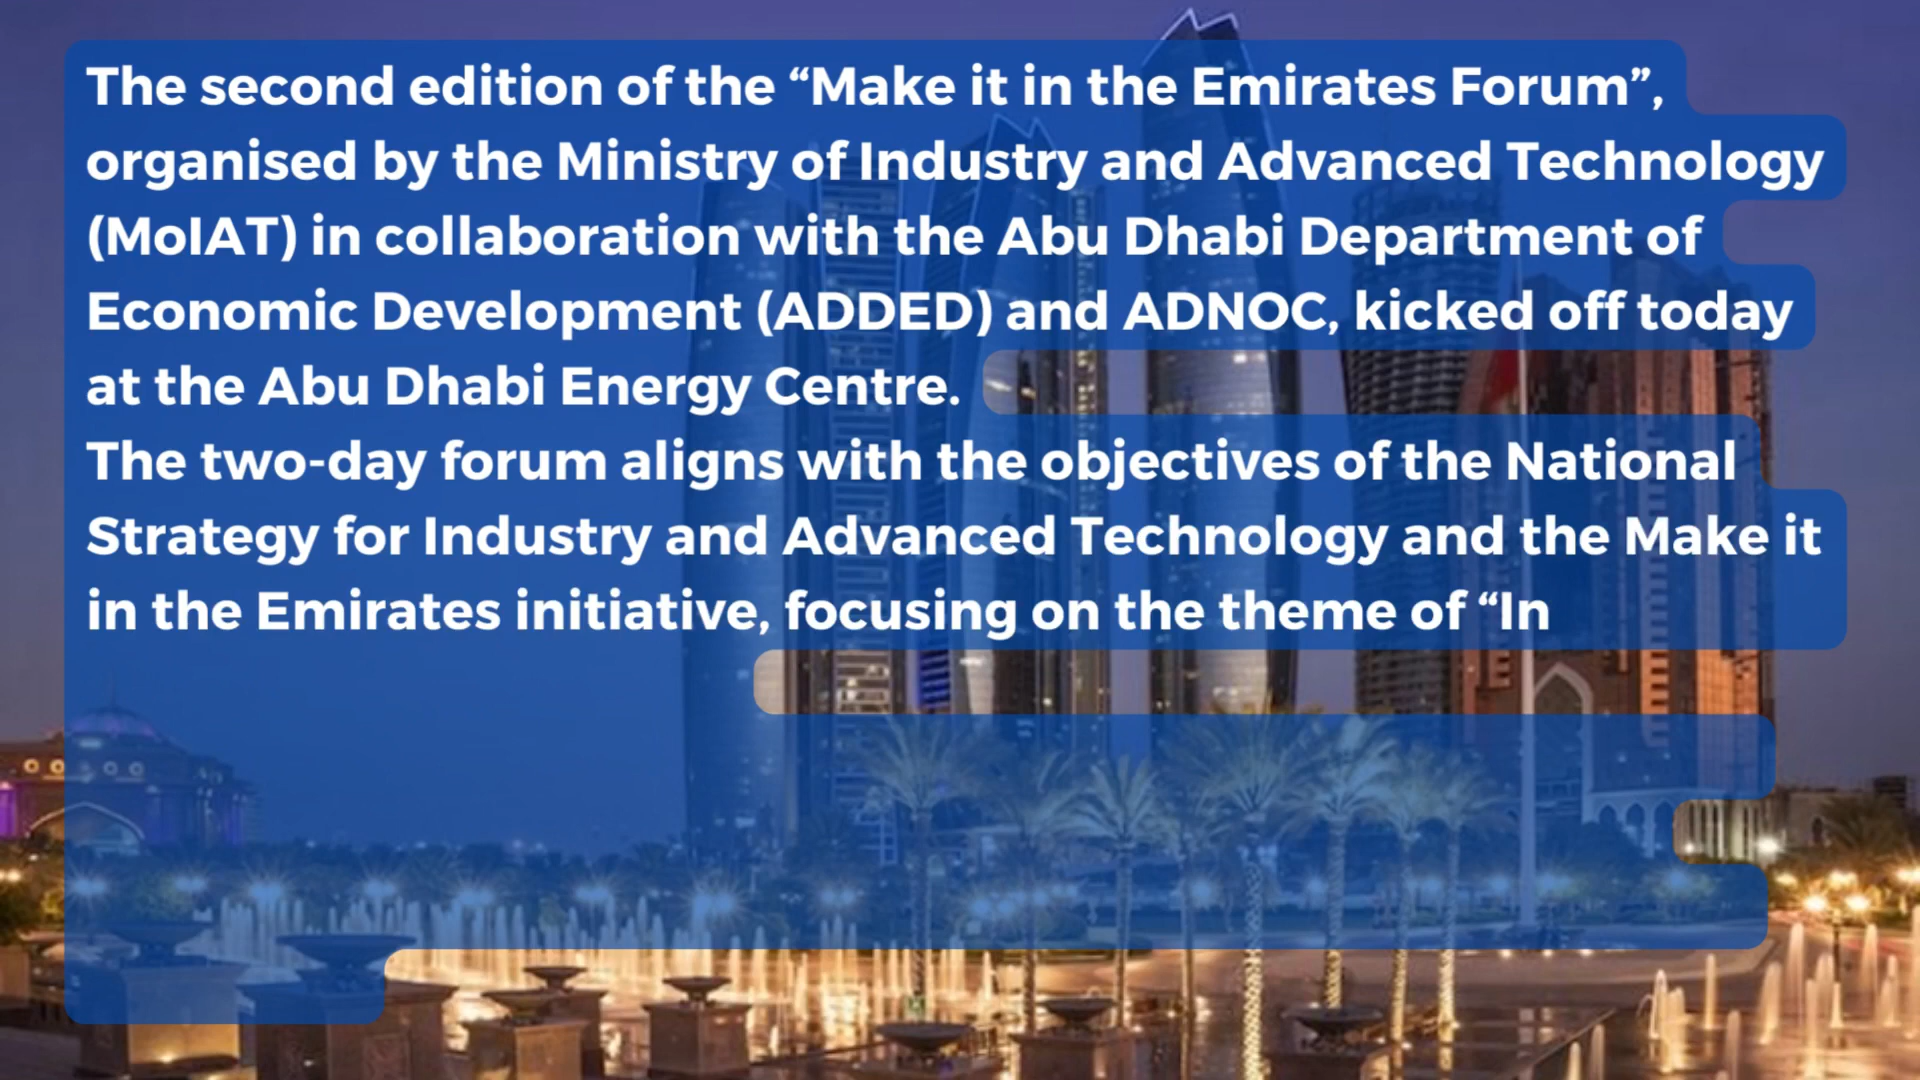 The second edition of the “Make it in the Emirates Forum”,
organised by the Ministry of Industry and Advanced Technology
(MoIAT) in collaboration with the Abu Dhabi Department of
Economic Development (ADDED) and ADNOC, kicked off today
at the Abu Dhabi Energy Centre.
The two-day forum aligns with the objectives of the National
Strategy for Industry and Advanced Technology and the Make it
in the Emirates initiative, focusing on the theme of “In